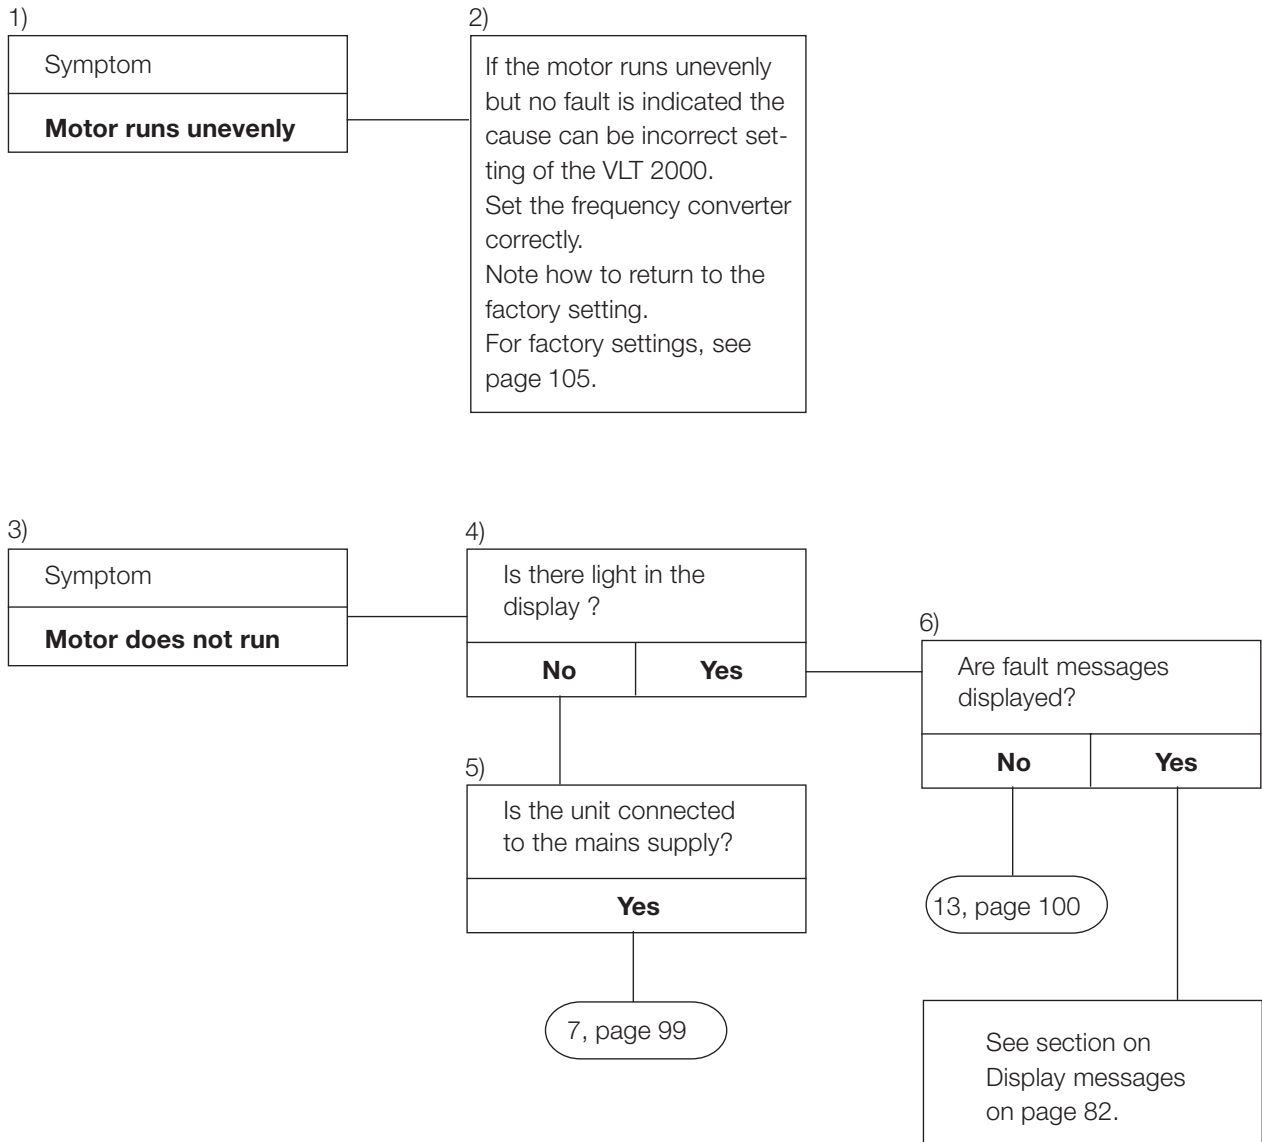 1)
Symptom
Motor runs unevenly
2)
If the motor runs unevenly
but no fault is indicated the
cause can be incorrect set-
ting of the VLT 2000.
Set the frequency converter
correctly.
Note how to return to the
factory setting.
For factory settings, see
page 105.
3)
Symptom
Motor does not run
4)
Is there light in the
display ?
No
Yes
5)
Is the unit connected
to the mains supply?
Yes
7, page 99
6)
Are fault messages
displayed?
No
Yes
13, page 100
See section on
Display messages
on page 82.